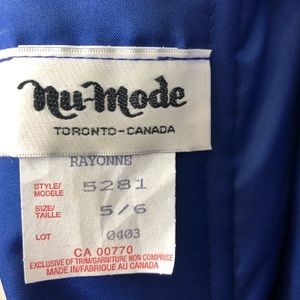 nu-mode
TORONTO-CANADA
RAYONNE
STYLE/
MODELE 5281
SIZE/
TAILLE 5/6
LOT 0403
CA 00770
EXCLUSIVE OF TRIM/GARNITURE NON COMPRISE
MADE IN/FABRIQUE AU CANADA